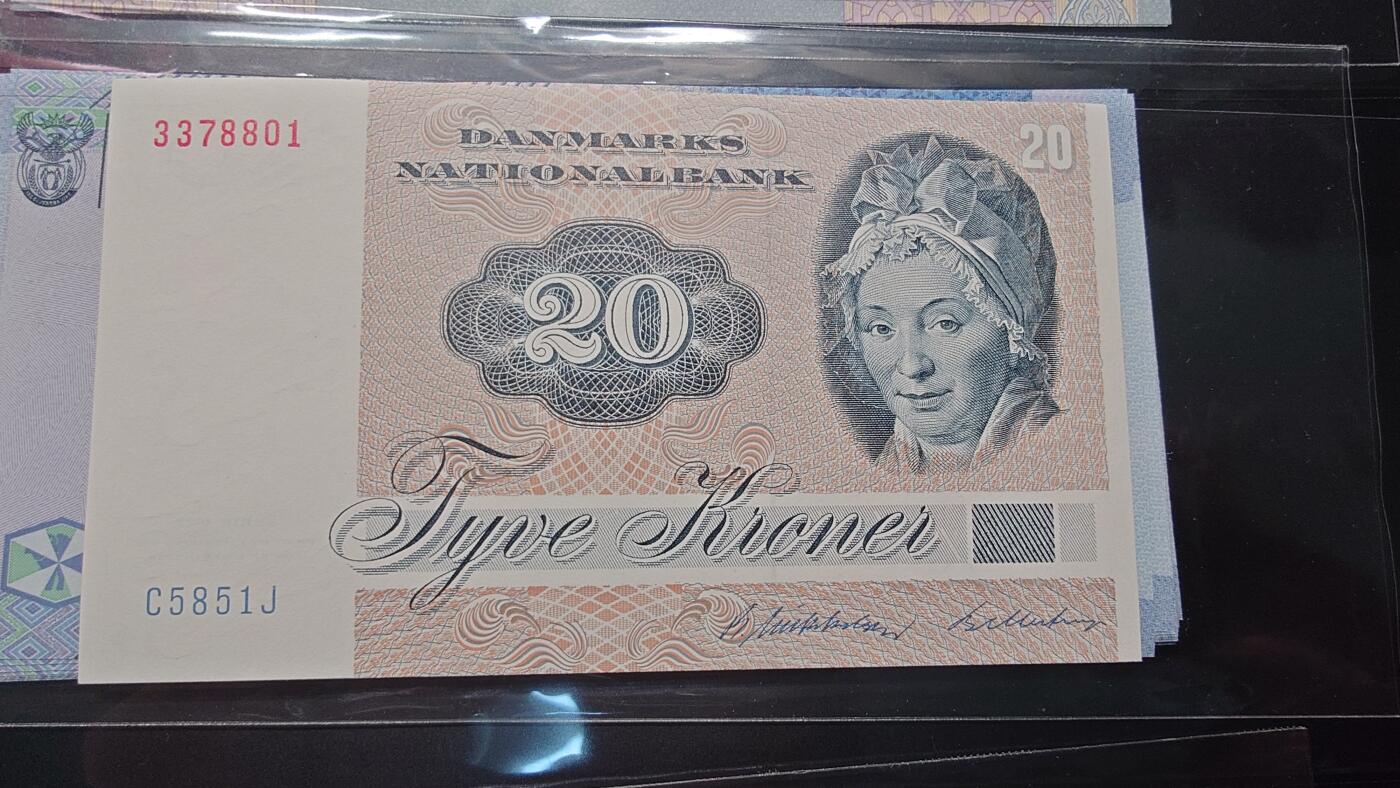 3378801
DANMARKS
NATIONALBANK
20
20
Tyve Kroner
C5851J